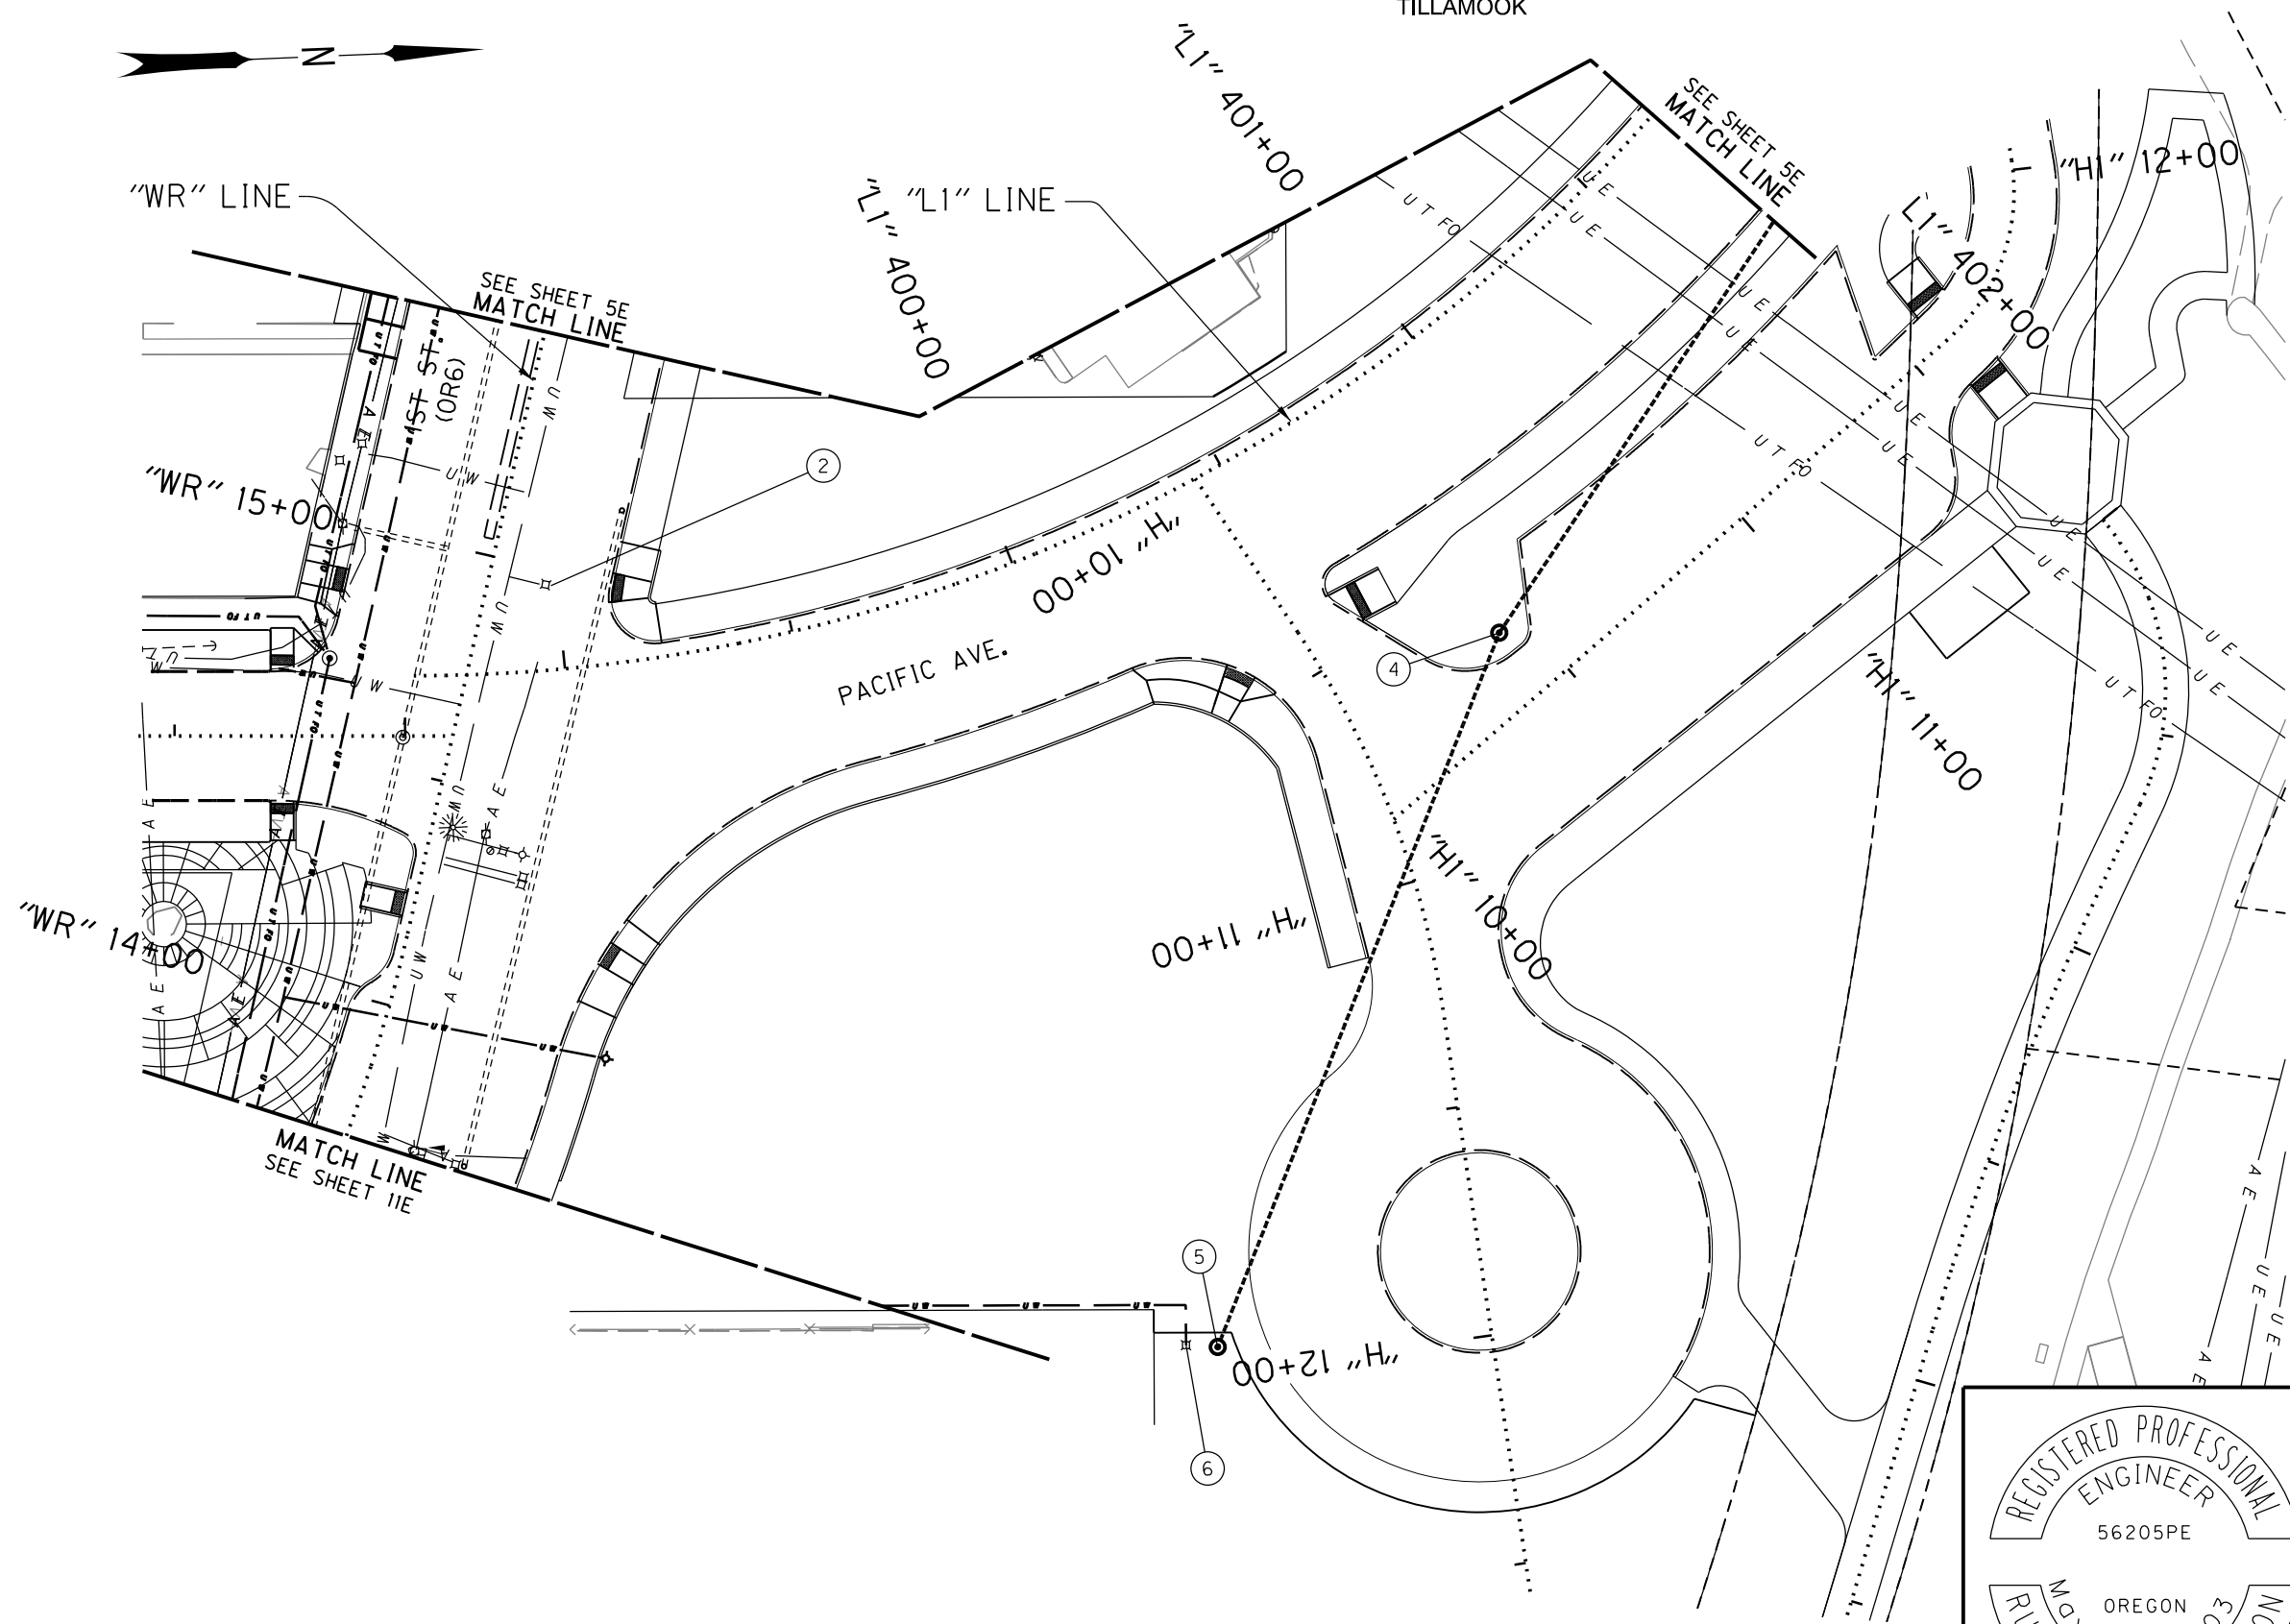 TILLAMOOK
N
"L1" 401+00
SEE SHEET 5E
MATCH LINE
"H1" 12+00
"WR" LINE
"L1" 400+00
"L1" LINE
L1" 402+00
SEE SHEET 5E
MATCH LINE
1ST ST.
(OR6)
2
"WR" 15+00
"H" 10+00
PACIFIC AVE.
4
"H1" 11+00
"H1" 10+00
"H" 11+00
"WR" 14+00
MATCH LINE
SEE SHEET 11E
5
"H" 12+00
6
U W
U W
U W
U W
U W
U W
A E
A E
A E
A E
U T FO
U T FO
U T FO
U E
U E
U E
U E
U E
U E
U E
U E
U E
U E
A E
A E
U E
U E
REGISTERED PROFESSIONAL
ENGINEER
56205PE
OREGON